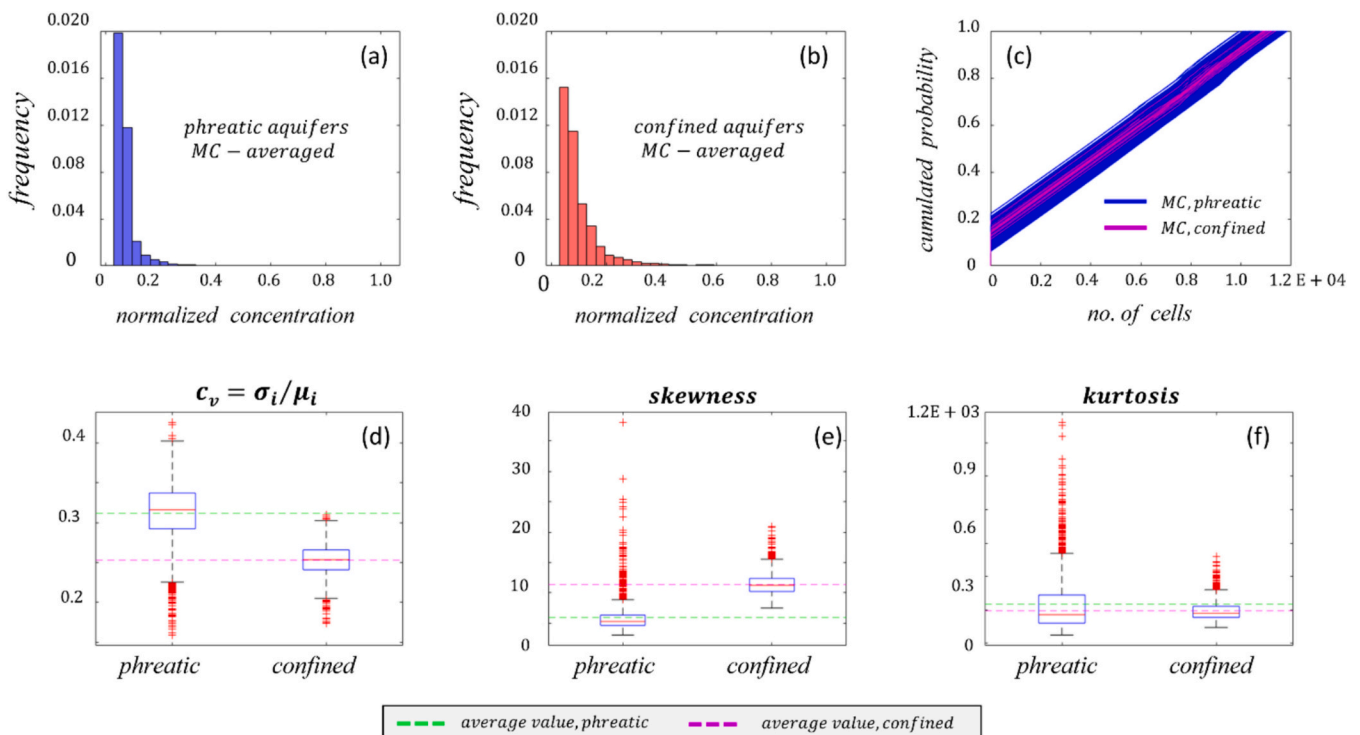 0.020
0.016
0.012
0.08
0.04
0
frequency
(a)
phreatic aquifers
MC − averaged
0 0.2 0.4 0.6 0.8 1.0
normalized concentration
0.020
0.016
0.012
0.08
0.04
0
frequency
(b)
confined aquifers
MC − averaged
0 0.2 0.4 0.6 0.8 1.0
normalized concentration
1.0
0.8
0.6
0.4
0.2
0
cumulated probability
(c)
MC, phreatic
MC, confined
0.0 0.2 0.4 0.6 0.8 1.0 1.2 E + 04
no. of cells
c_v = σ_i/μ_i
(d)
0.4
0.3
0.2
phreatic confined
skewness
(e)
40
30
20
10
0
phreatic confined
kurtosis
(f)
1.2E + 03
0.9
0.6
0.3
0
phreatic confined
average value, phreatic average value, confined